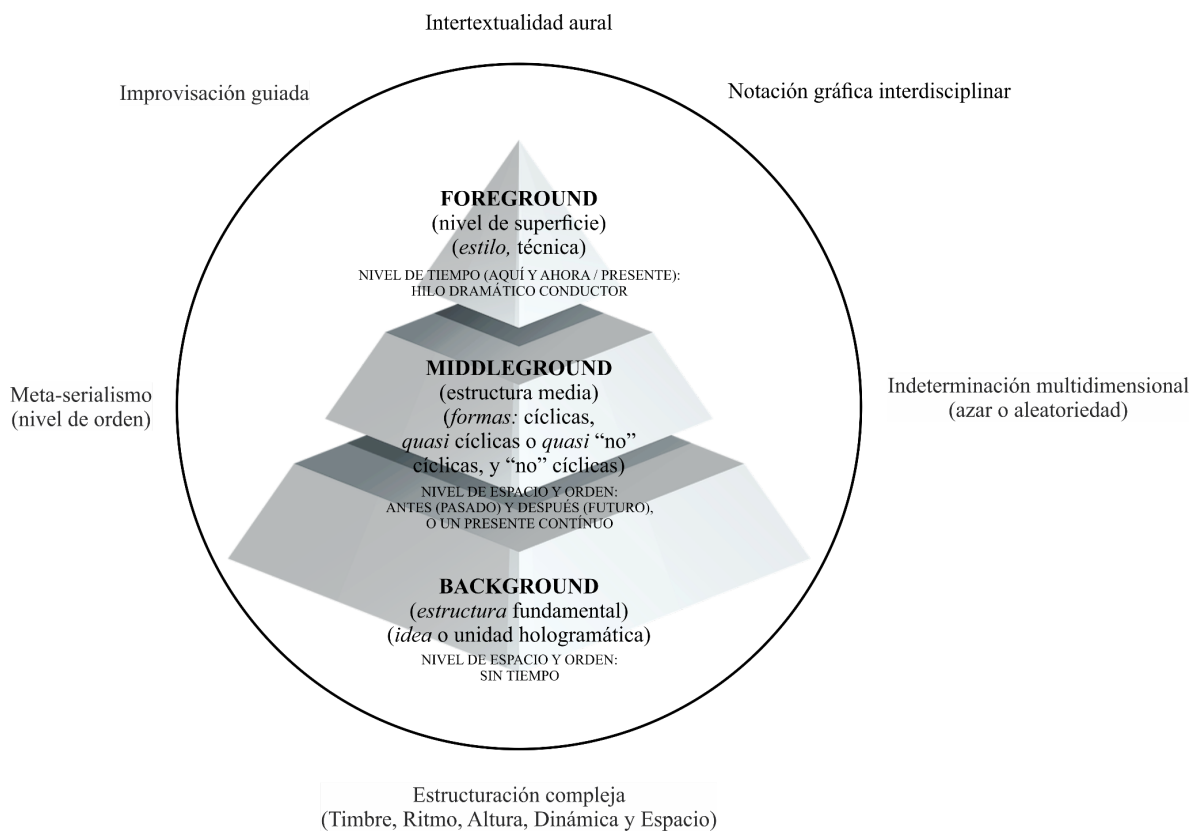 Intertextualidad aural
Improvisación guiada
Notación gráfica interdisciplinar
FOREGROUND
(nivel de superficie)
(estilo, técnica)
NIVEL DE TIEMPO (AQUÍ Y AHORA / PRESENTE):
HILO DRAMÁTICO CONDUCTOR
Meta-serialismo
(nivel de orden)
MIDDLEGROUND
(estructura media)
(formas: cíclicas,
quasi cíclicas o quasi “no”
cíclicas, y “no” cíclicas)
NIVEL DE ESPACIO Y ORDEN:
ANTES (PASADO) Y DESPUÉS (FUTURO),
O UN PRESENTE CONTÍNUO
Indeterminación multidimensional
(azar o aleatoriedad)
BACKGROUND
(estructura fundamental)
(idea o unidad hologramática)
NIVEL DE ESPACIO Y ORDEN:
SIN TIEMPO
Estructuración compleja
(Timbre, Ritmo, Altura, Dinámica y Espacio)